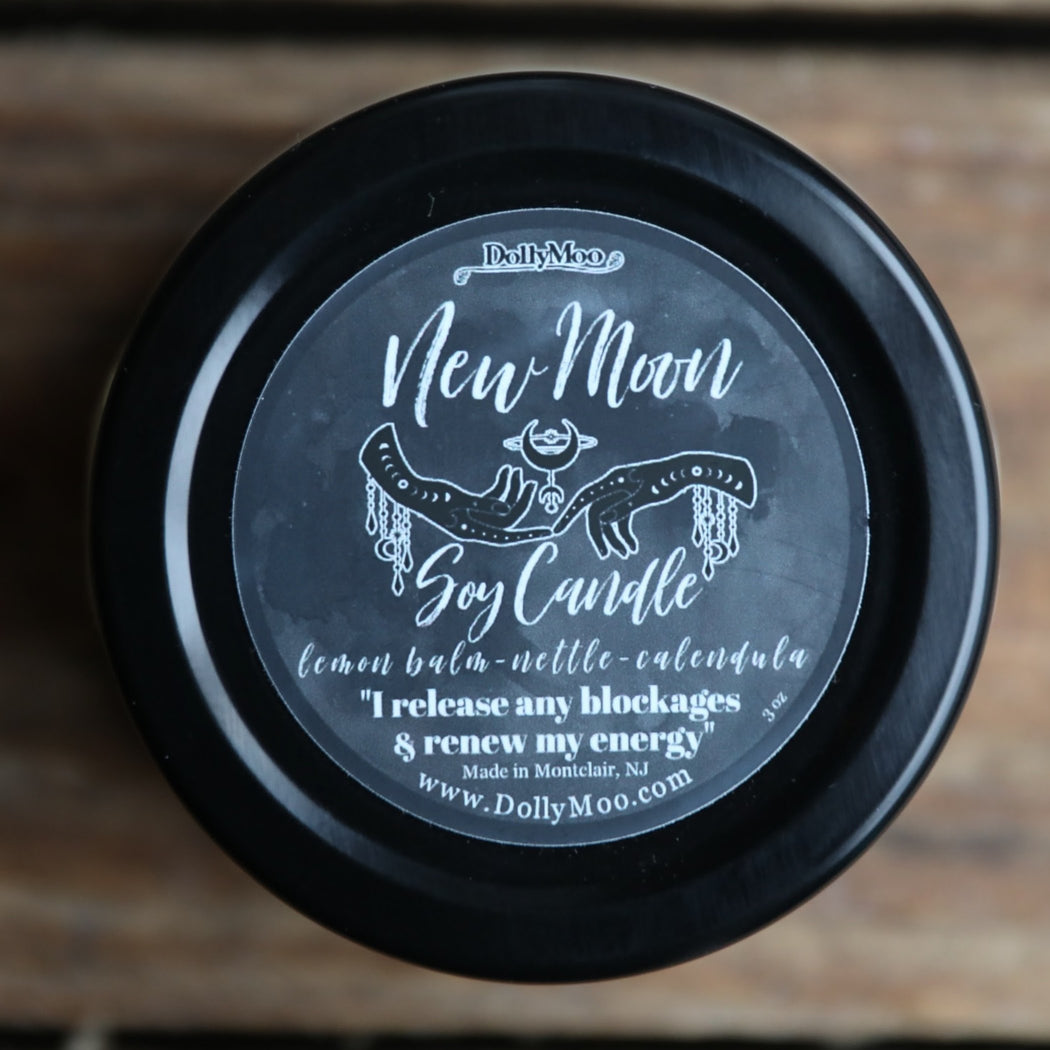 DollyMoo
New Moon
Soy Candle
lemon balm-nettle-calendula
"I release any blockages
& renew my energy"
3 oz
Made in Montclair, NJ
www.DollyMoo.com